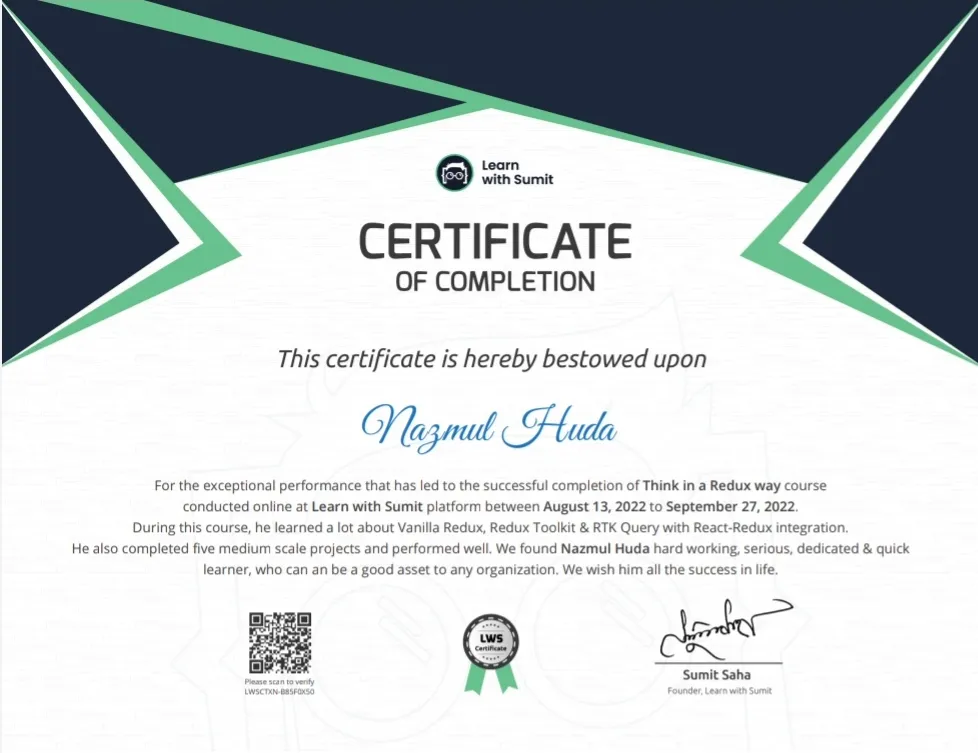 Learn
with Sumit
CERTIFICATE
OF COMPLETION
This certificate is hereby bestowed upon
Nazmul Huda
For the exceptional performance that has led to the successful completion of Think in a Redux way course
conducted online at Learn with Sumit platform between August 13, 2022 to September 27, 2022.
During this course, he learned a lot about Vanilla Redux, Redux Toolkit & RTK Query with React-Redux integration.
He also completed five medium scale projects and performed well. We found Nazmul Huda hard working, serious, dedicated & quick
learner, who can an be a good asset to any organization. We wish him all the success in life.
Please scan to verify
LWSCTXN-B85F0X50
LWS
Certificate
Sumit Saha
Founder, Learn with Sumit